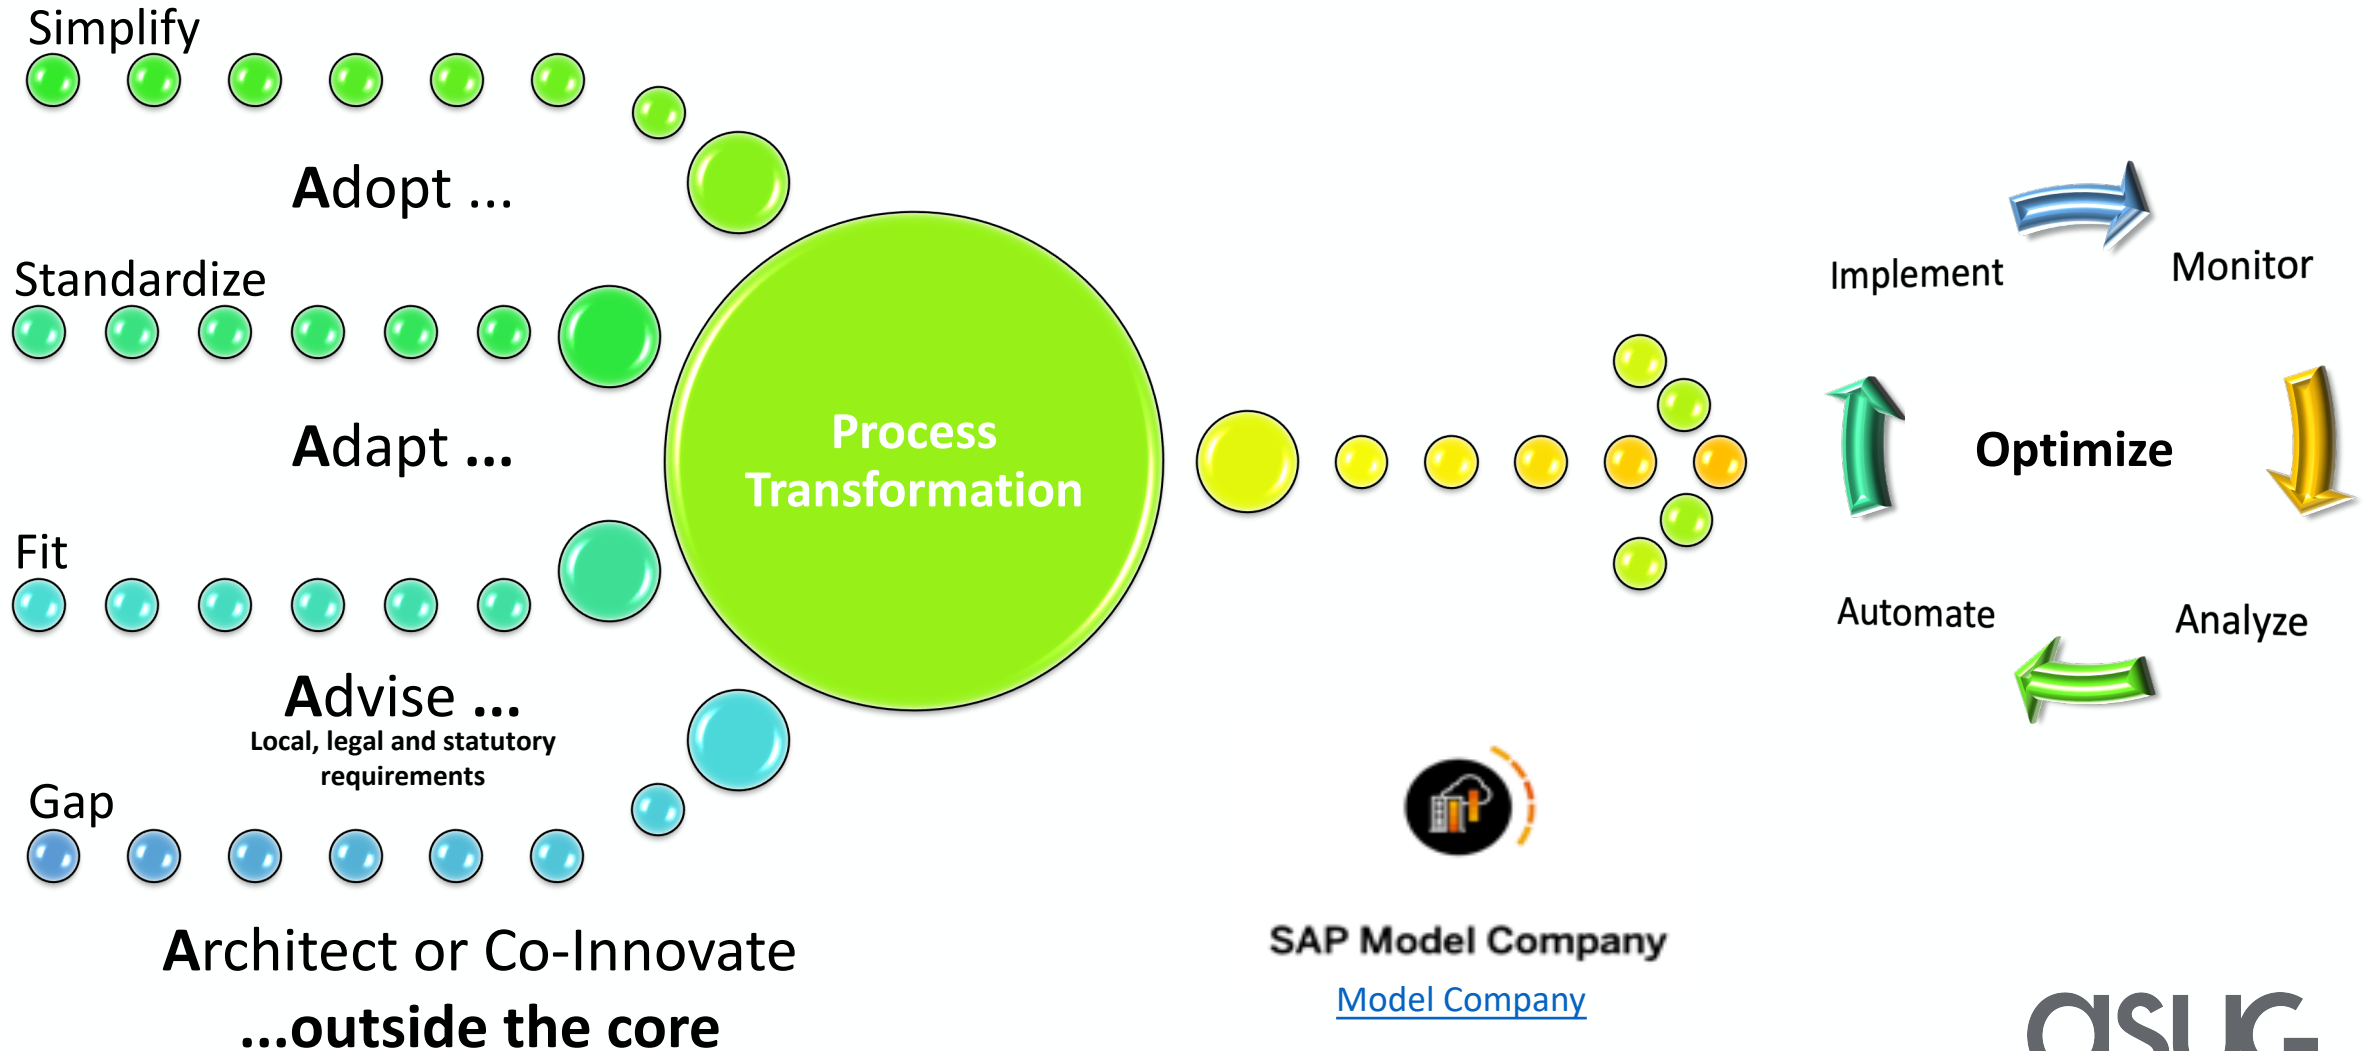 Simplify
Adopt ...
Standardize
Adapt ...
Fit
Advise ...
Local, legal and statutory
requirements
Gap
Architect or Co-Innovate
...outside the core
Process
Transformation
Implement
Monitor
Optimize
Automate
Analyze
SAP Model Company
Model Company
asug